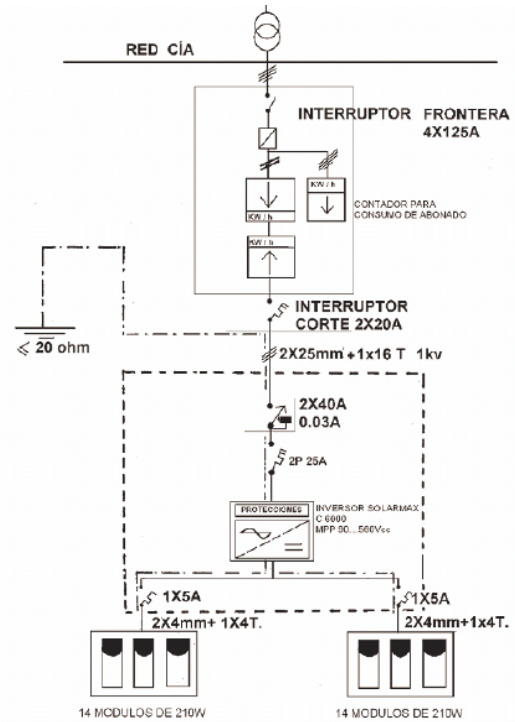 RED CÍA
INTERRUPTOR FRONTERA
4X125A
KW / h
KW / h
KW / h
CONTADOR PARA
CONSUMO DE ABONADO
INTERRUPTOR
CORTE 2X20A
≤ 20 ohm
2X25mm +1x16 T 1kv
2X40A
0.03A
2P 25A
PROTECCIONES
INVERSOR SOLARMAX
C 6000
MPP 90...560Vcc
1X5A
1X5A
2X4mm+ 1X4T.
2X4mm+1x4T.
14 MODULOS DE 210W
14 MODULOS DE 210W